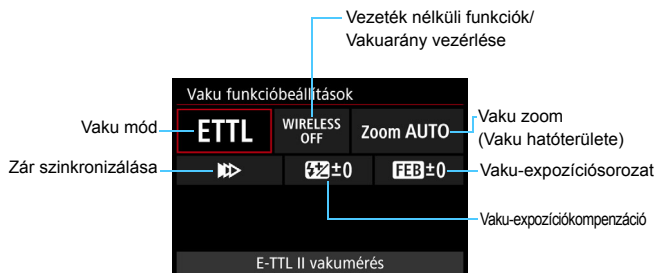 Vezeték nélküli funkciók/
Vakuarány vezérlése
Vaku funkcióbeállítások
Vaku mód
ETTL
WIRELESS
OFF
Zoom AUTO
Vaku zoom
(Vaku hatóterülete)
Zár szinkronizálása
±0
FEB±0
Vaku-expozíciósorozat
Vaku-expozíciókompenzáció
E-TTL II vakumérés